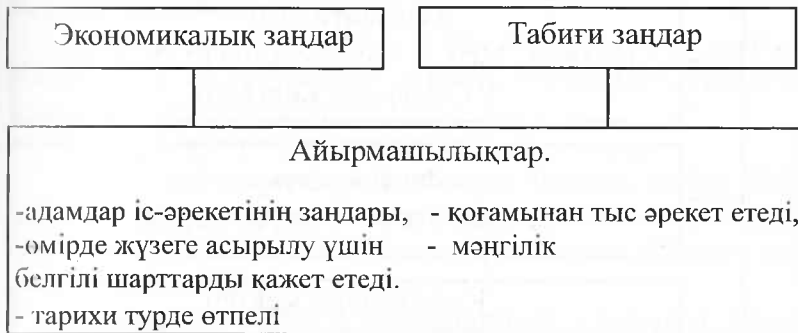 Экономикалық заңдар
Табиғи заңдар
Айырмашылықтар.
-адамдар іс-әрекетінің заңдары, - қоғамынан тыс әрекет етеді,
-өмірде жүзеге асырылу үшін - мәңгілік
белгілі шарттарды қажет етеді.
- тарихи турде өтпелі